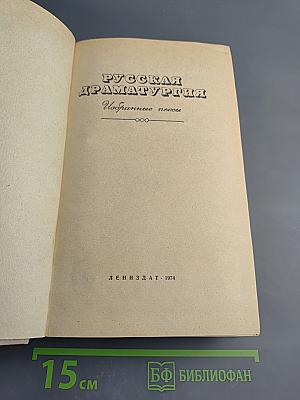 РУССКАЯ
ДРАМАТУРГИЯ
Избранные пьесы
ЛЕНИЗДАТ · 1974
15 см
БФ БИБЛИОФАН